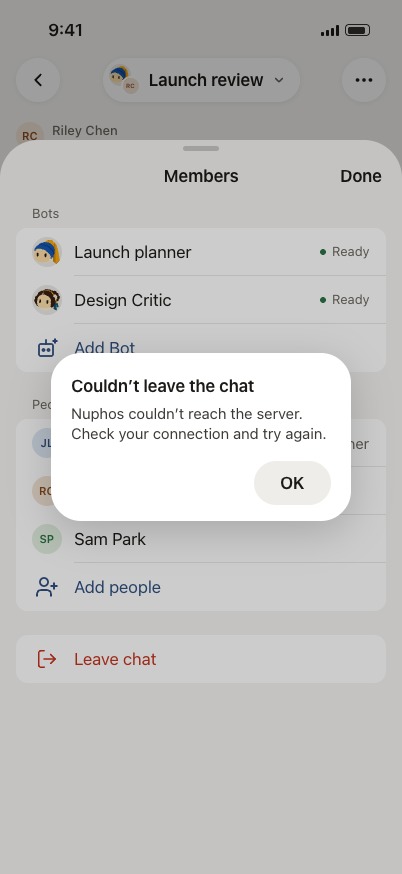 9:41
RC
Launch review
RC
Riley Chen
Members
Done
Bots
Launch planner
Ready
Design Critic
Ready
Add Bot
Couldn’t leave the chat
Nuphos couldn’t reach the server.
Check your connection and try again.
OK
SP
Sam Park
Add people
Leave chat